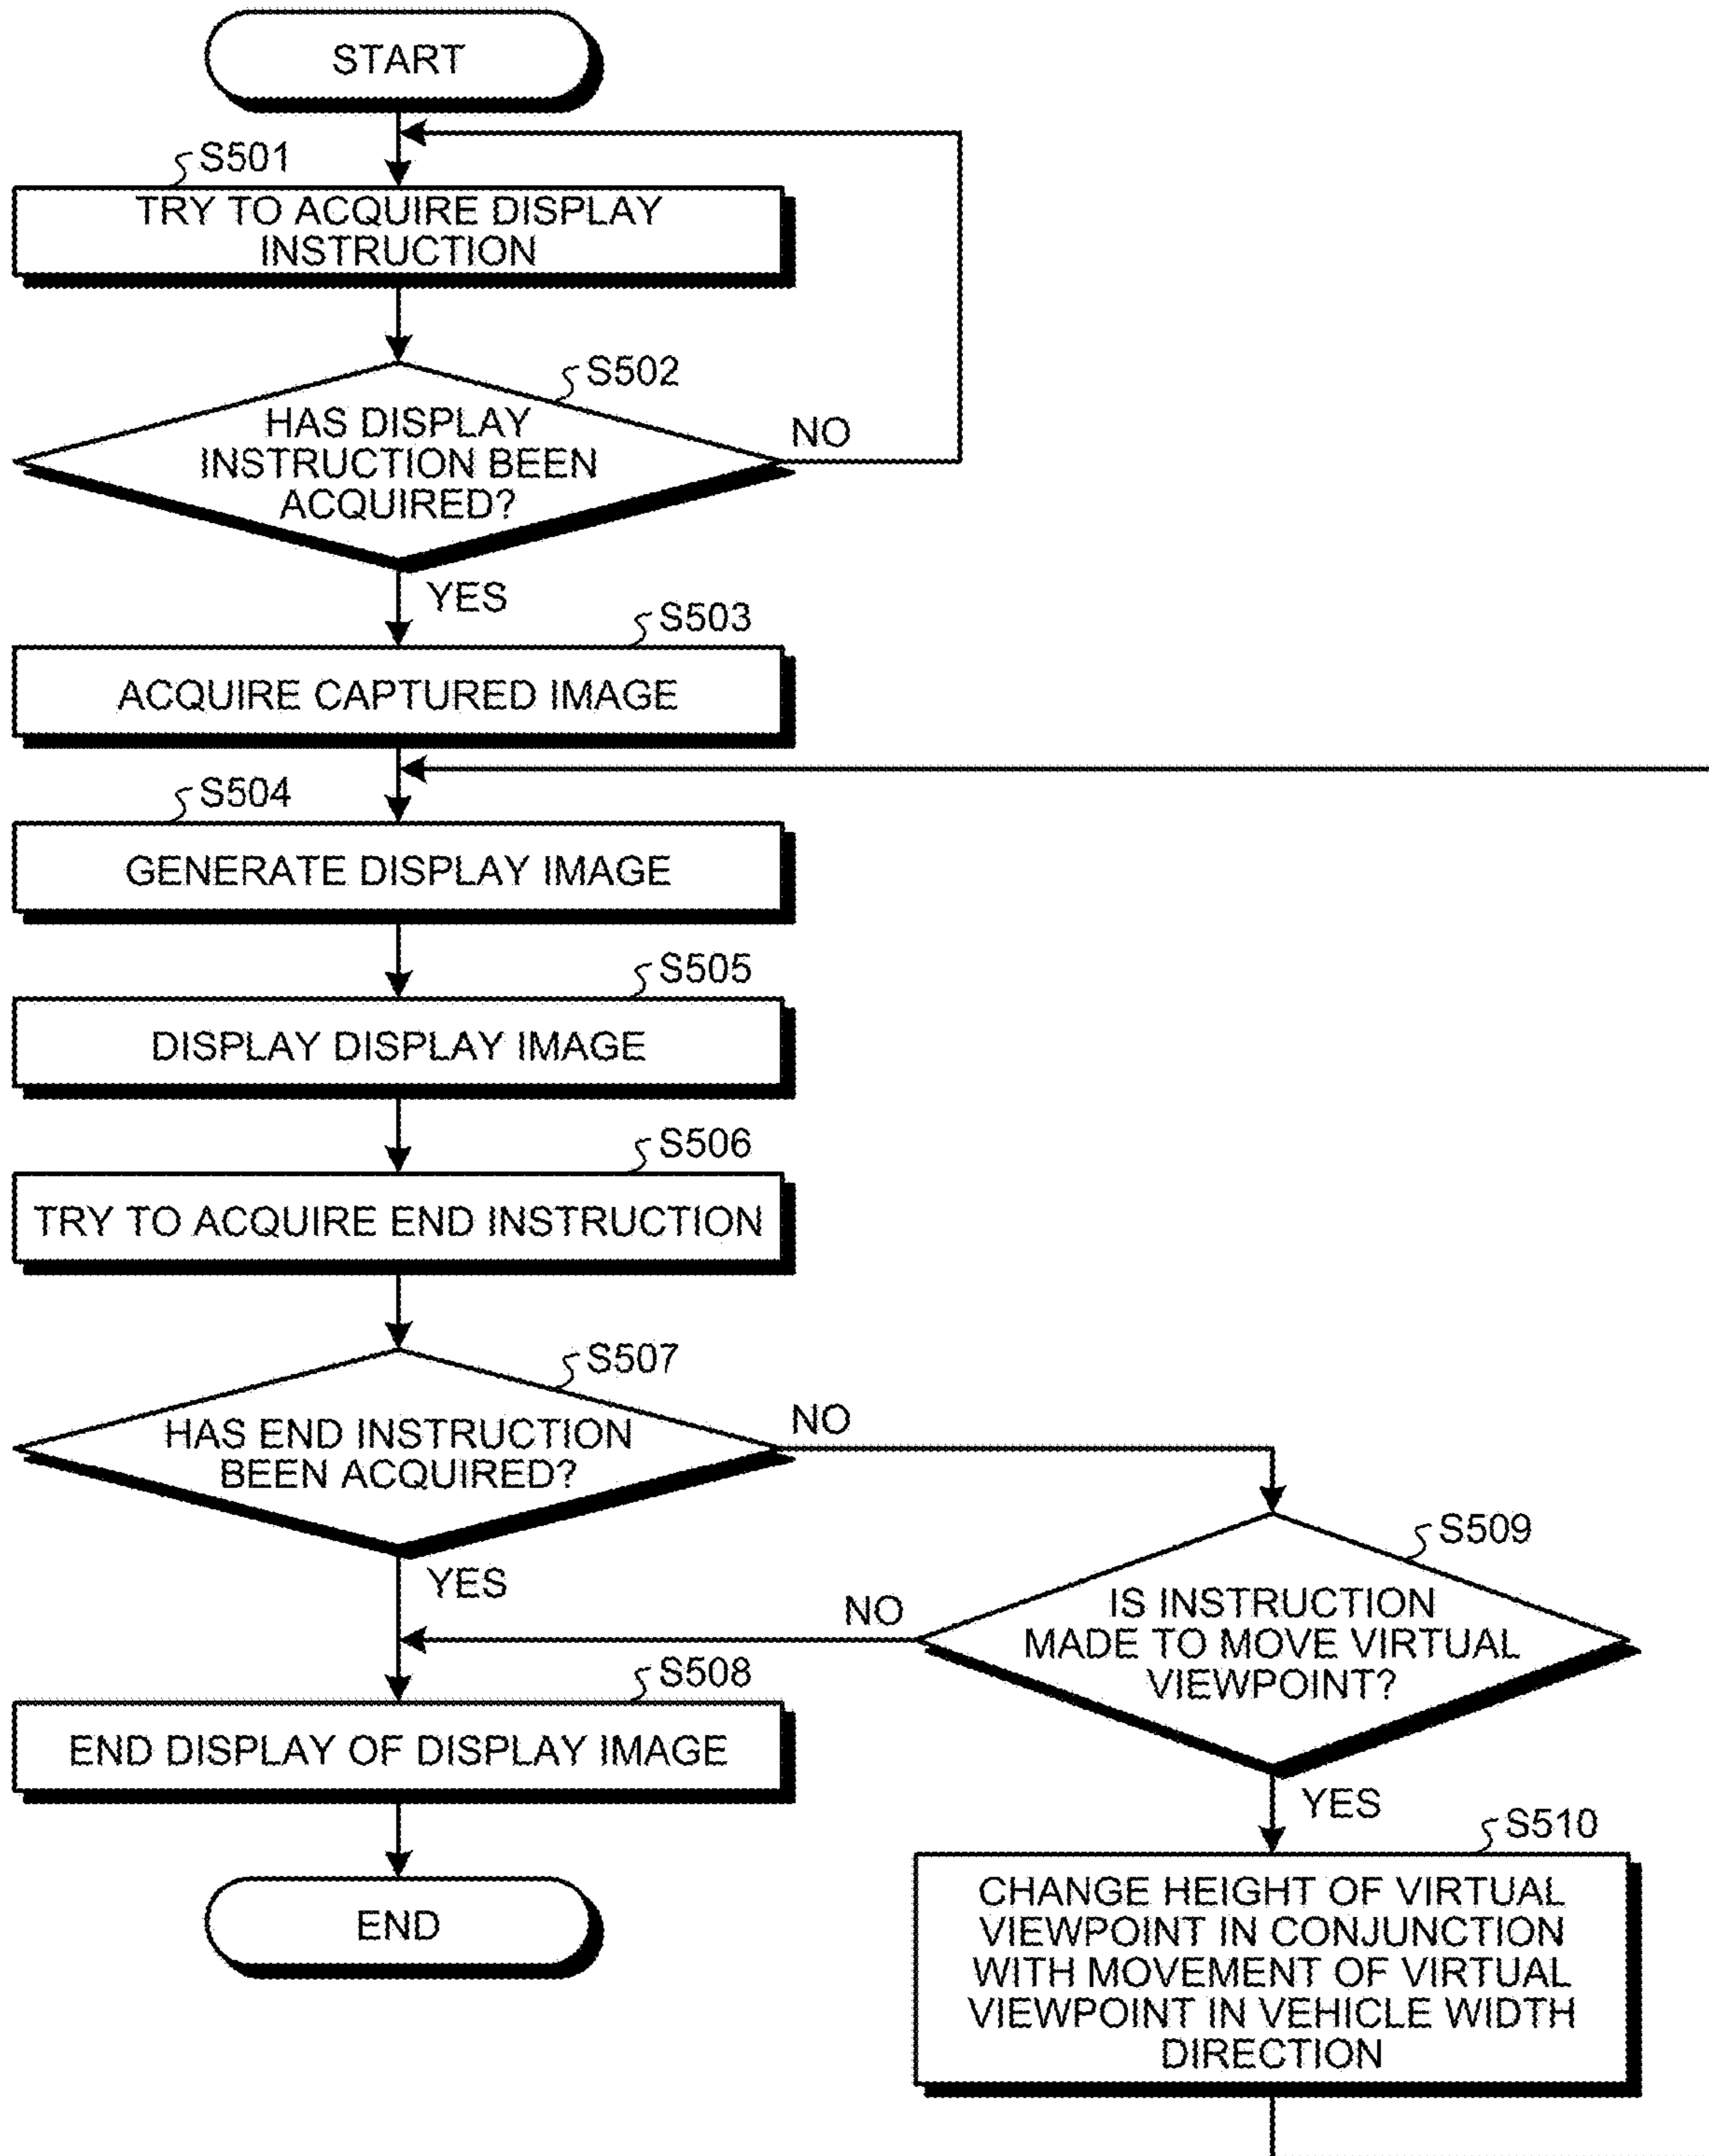 START
S501
TRY TO ACQUIRE DISPLAY
INSTRUCTION
S502
HAS DISPLAY
INSTRUCTION BEEN
ACQUIRED?
NO
YES
S503
ACQUIRE CAPTURED IMAGE
S504
GENERATE DISPLAY IMAGE
S505
DISPLAY DISPLAY IMAGE
S506
TRY TO ACQUIRE END INSTRUCTION
S507
HAS END INSTRUCTION
BEEN ACQUIRED?
NO
YES
S509
IS INSTRUCTION
MADE TO MOVE VIRTUAL
VIEWPOINT?
NO
YES
S508
END DISPLAY OF DISPLAY IMAGE
END
S510
CHANGE HEIGHT OF VIRTUAL
VIEWPOINT IN CONJUNCTION
WITH MOVEMENT OF VIRTUAL
VIEWPOINT IN VEHICLE WIDTH
DIRECTION